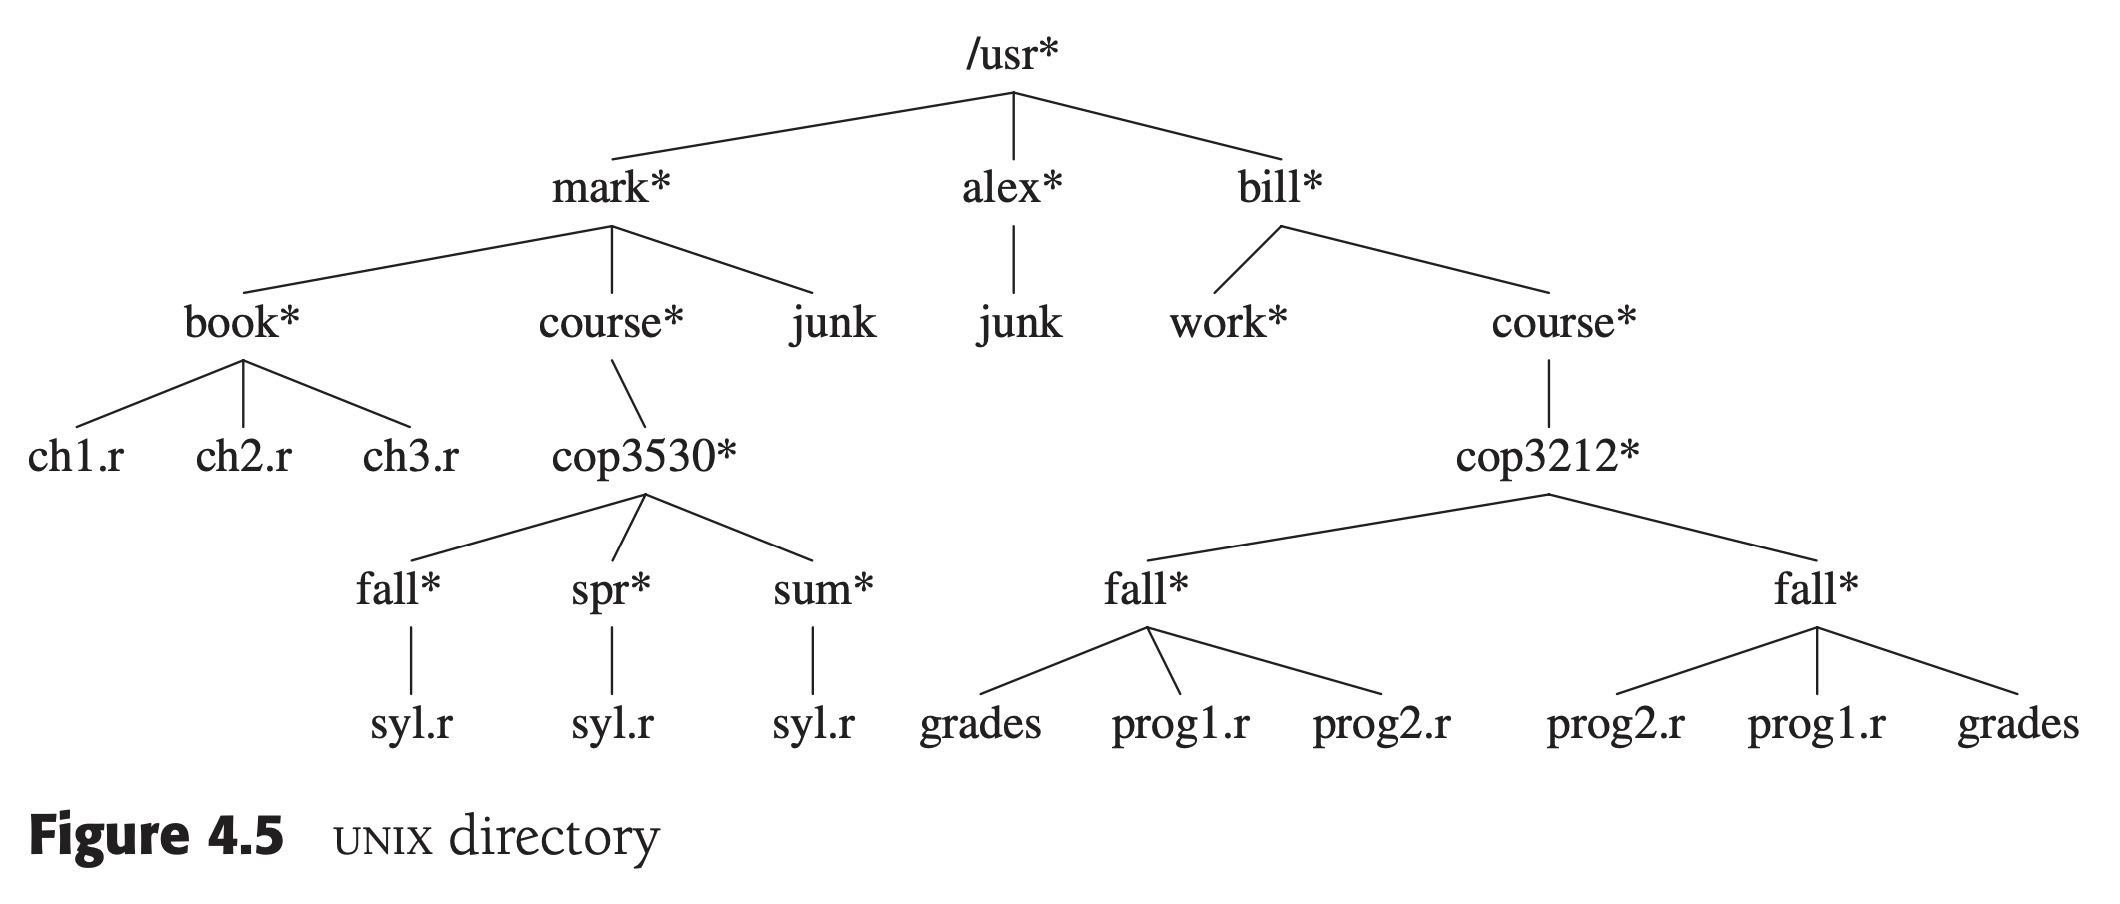 /usr*
mark* alex* bill*
book* course* junk junk work* course*
ch1.r ch2.r ch3.r cop3530* cop3212*
fall* spr* sum* fall* fall*
syl.r syl.r syl.r grades prog1.r prog2.r prog2.r prog1.r grades
Figure 4.5 UNIX directory